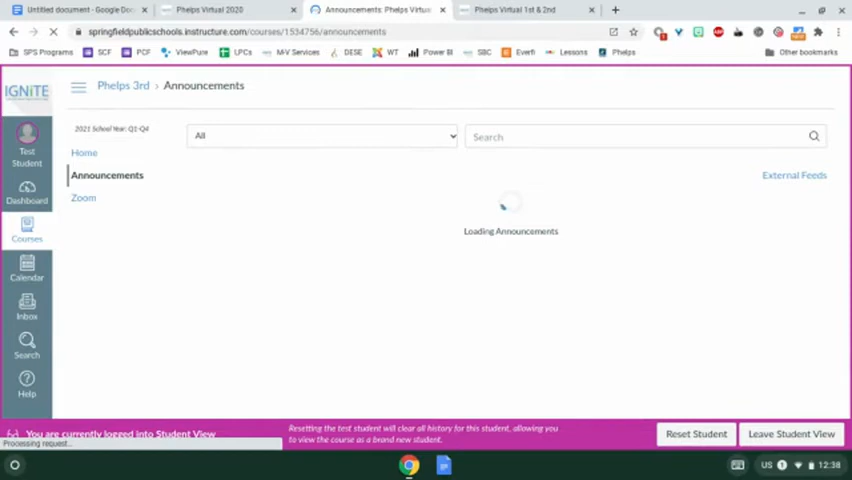 Untitled document - Google Doc
Phelps Virtual 2020
Announcements: Phelps Virtual
Phelps Virtual 1st & 2nd
springfieldpublicschools.instructure.com/courses/1534756/announcements
SPS Programs
SCF
PCF
ViewPure
LPCs
M-V Services
DESE
WT
Power BI
SBC
Everfi
Lessons
Phelps
Other bookmarks
IGNiTE
Phelps 3rd › Announcements
2021 School Year: Q1-Q4
All
Search
Home
Announcements
External Feeds
Zoom
Loading Announcements
Test
Student
Dashboard
Courses
Calendar
Inbox
Search
Help
You are currently logged into Student View
Resetting the test student will clear all history for this student, allowing you
to view the course as a brand new student.
Reset Student
Leave Student View
Processing request...
US
12:38